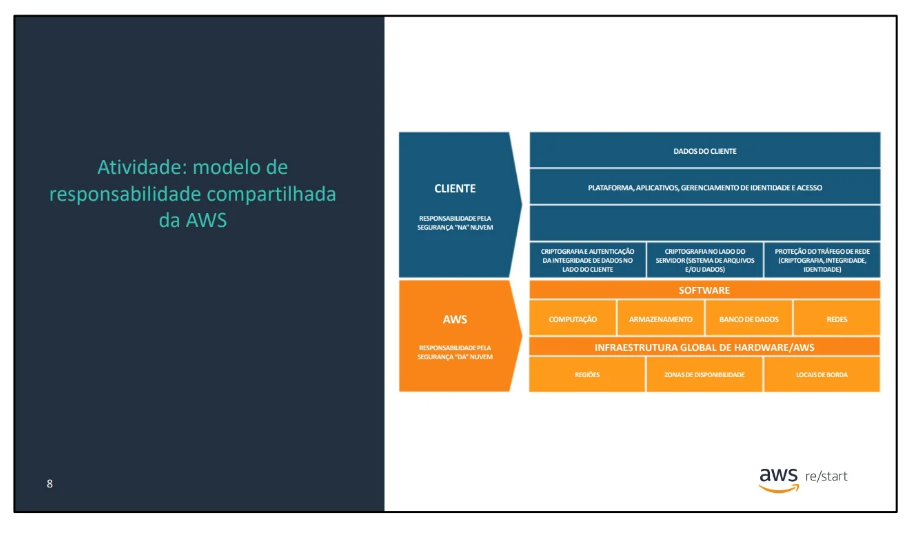 Atividade: modelo de
responsabilidade compartilhada
da AWS
8
CLIENTE
RESPONSABILIDADE PELA
SEGURANÇA "NA" NUVEM
DADOS DO CLIENTE
PLATAFORMA, APLICATIVOS, GERENCIAMENTO DE IDENTIDADE E ACESSO
CRIPTOGRAFIA E AUTENTICAÇÃO
DA INTEGRIDADE DE DADOS NO
LADO DO CLIENTE
CRIPTOGRAFIA NO LADO DO
SERVIDOR (SISTEMA DE ARQUIVOS
E/OU DADOS)
PROTEÇÃO DO TRÁFEGO DE REDE
(CRIPTOGRAFIA, INTEGRIDADE,
IDENTIDADE)
AWS
RESPONSABILIDADE PELA
SEGURANÇA "DA" NUVEM
SOFTWARE
COMPUTAÇÃO
ARMAZENAMENTO
BANCO DE DADOS
REDES
INFRAESTRUTURA GLOBAL DE HARDWARE/AWS
REGIÕES
ZONAS DE DISPONIBILIDADE
LOCAIS DE BORDA
aws re/start